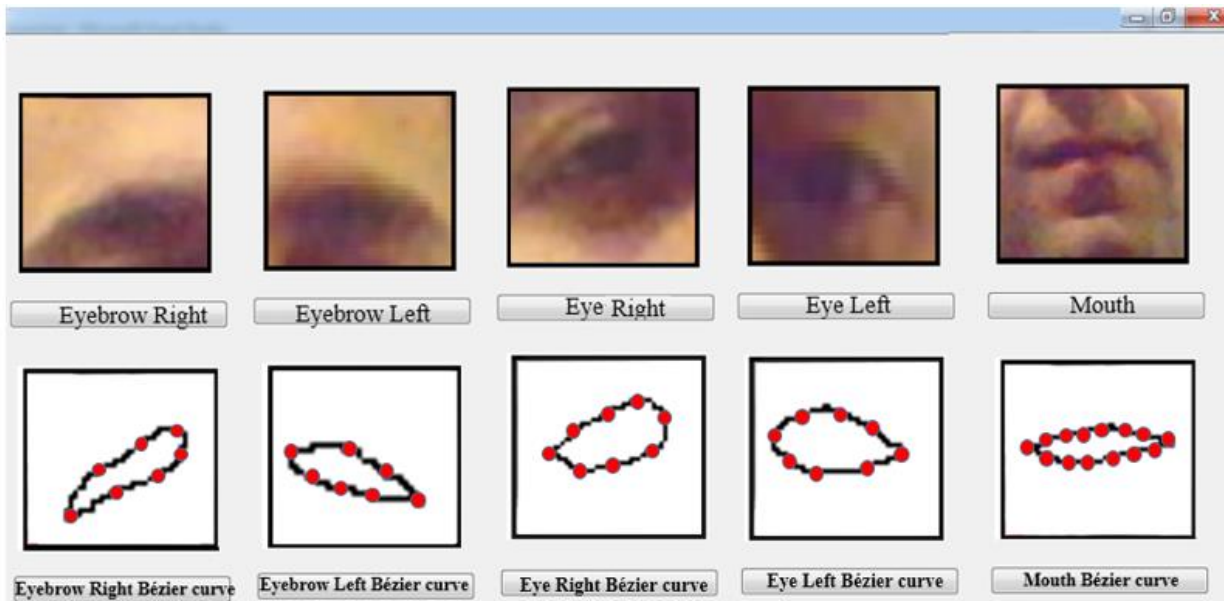 Eyebrow Right
Eyebrow Left
Eye Right
Eye Left
Mouth
Eyebrow Right Bézier curve
Eyebrow Left Bézier curve
Eye Right Bézier curve
Eye Left Bézier curve
Mouth Bézier curve